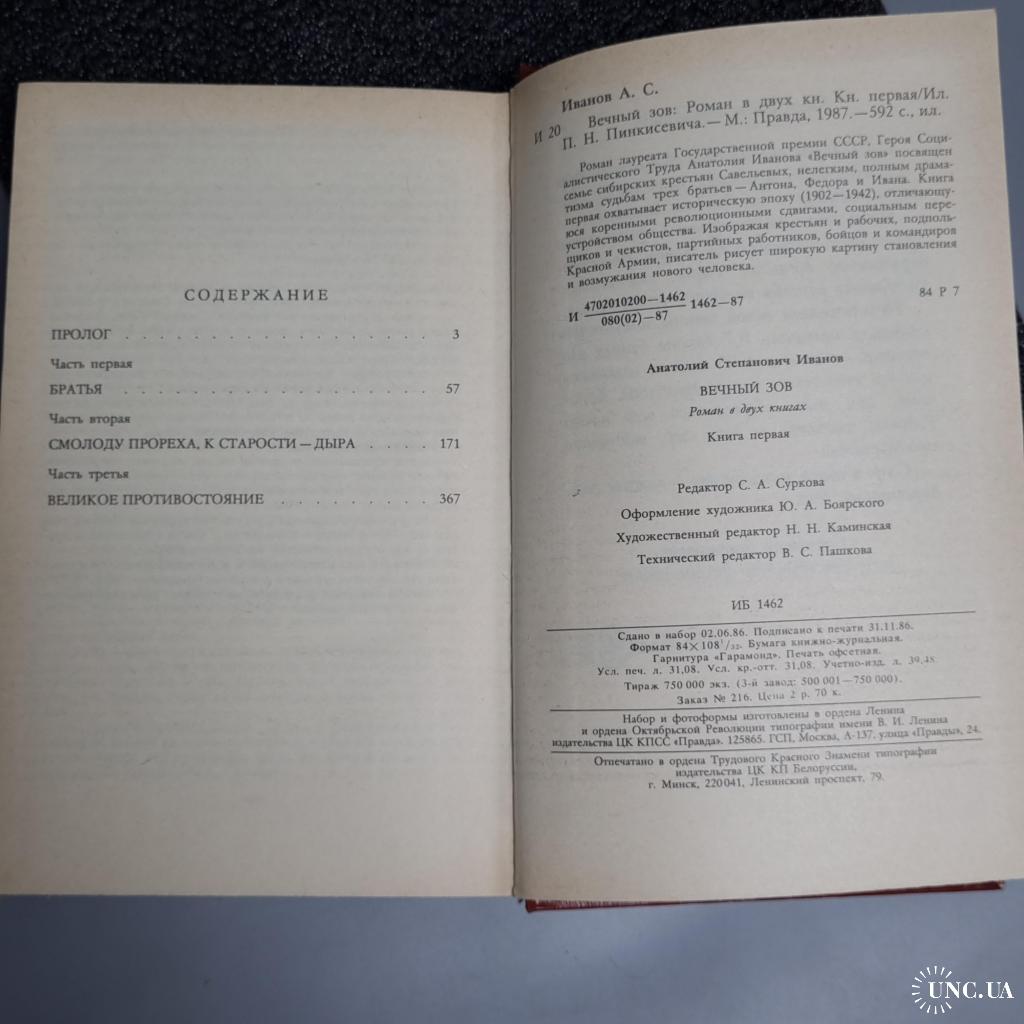 СОДЕРЖАНИЕ
ПРОЛОГ . . . . . . . . . . . . . . . . . . 3
Часть первая
БРАТЬЯ . . . . . . . . . . . . . . . . . . 57
Часть вторая
СМОЛОДУ ПРОРЕХА, К СТАРОСТИ — ДЫРА . . . . 171
Часть третья
ВЕЛИКОЕ ПРОТИВОСТОЯНИЕ . . . . . . . . . 367
Иванов А. С.
И 20 Вечный зов: Роман в двух кн. Кн. первая/Ил.
П. Н. Пинкисевича.— М.: Правда, 1987.—592 с., ил.
Роман лауреата Государственной премии СССР, Героя Соци-
алистического Труда Анатолия Иванова «Вечный зов» посвящен
семье сибирских крестьян Савельевых, нелегким, полным драма-
тизма судьбам трех братьев — Антона, Федора и Ивана. Книга
первая охватывает историческую эпоху (1902—1942), отличающу-
юся коренными революционными сдвигами, социальным пере-
устройством общества. Изображая крестьян и рабочих, подполь-
щиков и чекистов, партийных работников, бойцов и командиров
Красной Армии, писатель рисует широкую картину становления
и возмужания нового человека.
И 4702010200—1462 1462—87 84 Р 7
080(02)—87
Анатолий Степанович Иванов
ВЕЧНЫЙ ЗОВ
Роман в двух книгах
Книга первая
Редактор С. А. Суркова
Оформление художника Ю. А. Боярского
Художественный редактор Н. Н. Каминская
Технический редактор В. С. Пашкова
ИБ 1462
Сдано в набор 02.06.86. Подписано к печати 31.11.86.
Формат 84×108¹/₃₂. Бумага книжно-журнальная.
Гарнитура «Гарамонд». Печать офсетная.
Усл. печ. л. 31,08. Усл. кр.-отт. 31,08. Учетно-изд. л. 39,48.
Тираж 750 000 экз. (3-й завод: 500 001—750 000).
Заказ № 216. Цена 2 р. 70 к.
Набор и фотоформы изготовлены в ордена Ленина
и ордена Октябрьской Революции типографии имени В. И. Ленина
издательства ЦК КПСС «Правда». 125865. ГСП, Москва, А-137, улица «Правды», 24.
Отпечатано в ордена Трудового Красного Знамени типографии
издательства ЦК КП Белоруссии,
г. Минск, 220041, Ленинский проспект, 79.
UNC.UA